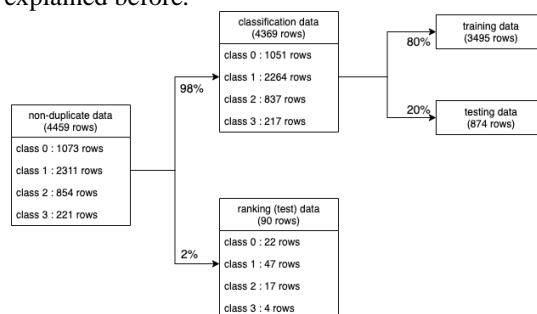 explained before.
classification data
(4369 rows)
class 0 : 1051 rows
class 1 : 2264 rows
class 2 : 837 rows
class 3 : 217 rows
training data
(3495 rows)
80%
98%
20%
testing data
(874 rows)
non-duplicate data
(4459 rows)
class 0 : 1073 rows
class 1 : 2311 rows
class 2 : 854 rows
class 3 : 221 rows
2%
ranking (test) data
(90 rows)
class 0 : 22 rows
class 1 : 47 rows
class 2 : 17 rows
class 3 : 4 rows